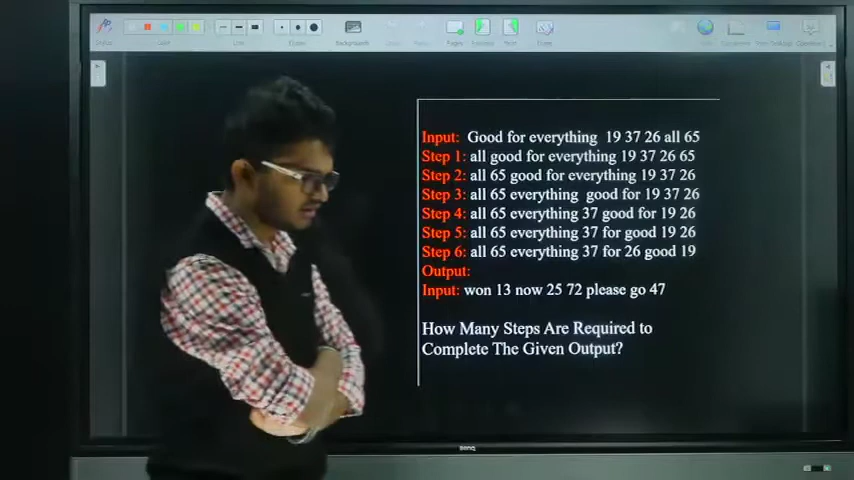 Backgrounds
Pages
Input: Good for everything 19 37 26 all 65
Step 1: all good for everything 19 37 26 65
Step 2: all 65 good for everything 19 37 26
Step 3: all 65 everything good for 19 37 26
Step 4: all 65 everything 37 good for 19 26
Step 5: all 65 everything 37 for good 19 26
Step 6: all 65 everything 37 for 26 good 19
Output:
Input: won 13 now 25 72 please go 47
How Many Steps Are Required to
Complete The Given Output?
BenQ